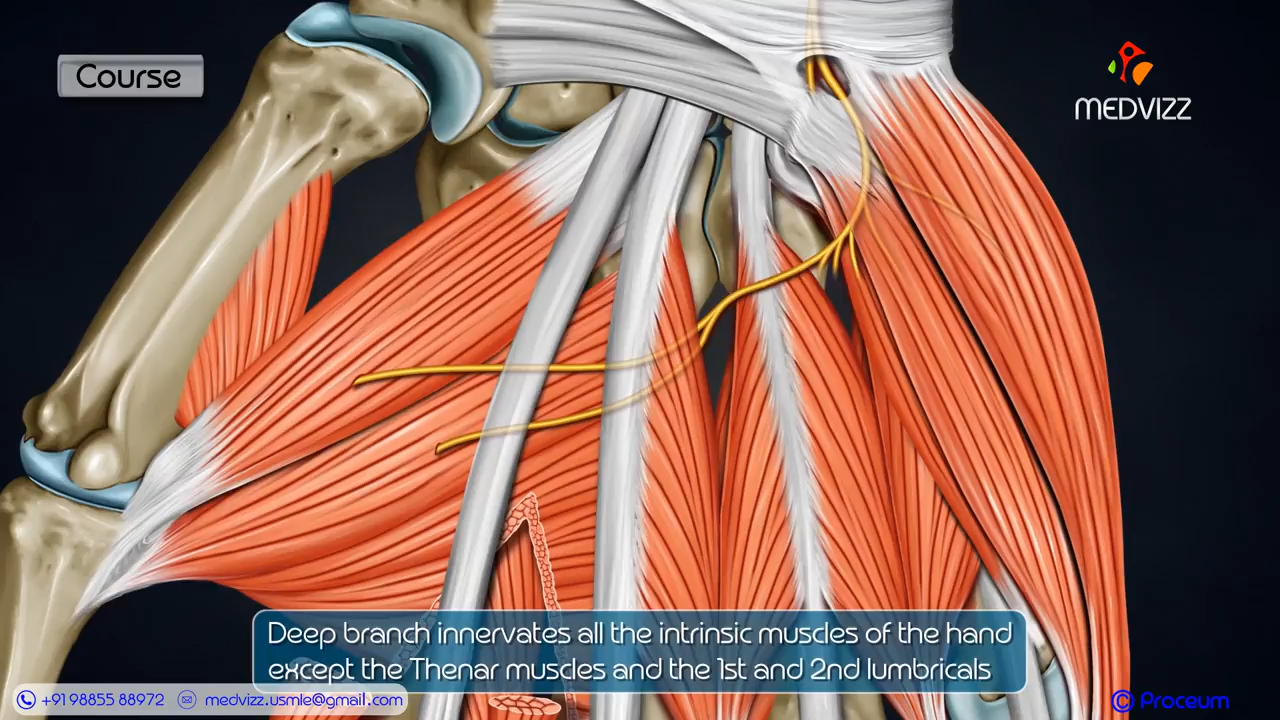 Course
MEDVIZZ
Deep branch innervates all the intrinsic muscles of the hand
except the Thenar muscles and the 1st and 2nd lumbricals
+91 98855 88972 medvizz.usmle@gmail.com
© Proceum